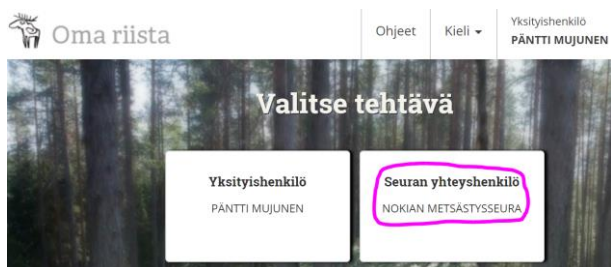 Oma riista
Ohjeet
Kieli
Yksityishenkilö
PÄNTTI MUJUNEN
Valitse tehtävä
Yksityishenkilö
PÄNTTI MUJUNEN
Seuran yhteyshenkilö
NOKIAN METSÄSTYSSEURA